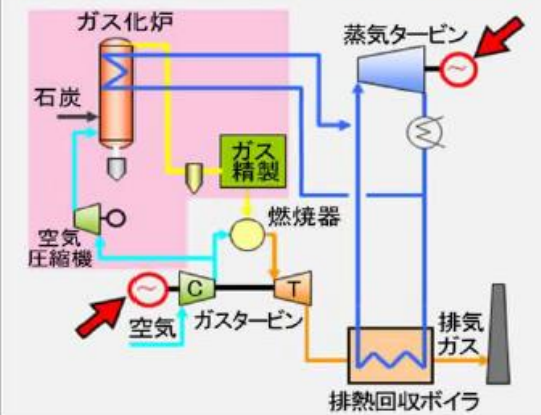 ガス化炉
蒸気タービン
石炭
ガス
精製
燃焼器
空気
圧縮機
C
T
空気
ガスタービン
排気
ガス
排熱回収ボイラ